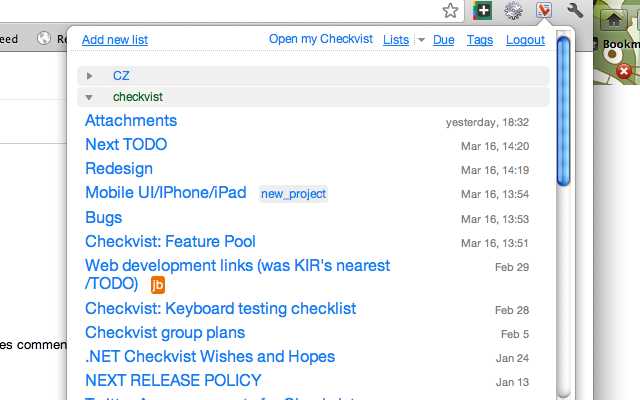 eed Re
Bookm
Add new list Open my Checkvist Lists Due Tags Logout
CZ
checkvist
Attachments yesterday, 18:32
Next TODO Mar 16, 14:20
Redesign Mar 16, 14:19
Mobile UI/IPhone/iPad new_project Mar 16, 13:54
Bugs Mar 16, 13:53
Checkvist: Feature Pool Mar 16, 13:51
Web development links (was KIR's nearest Feb 29
/TODO) jb
Checkvist: Keyboard testing checklist Feb 28
es commen
Checkvist group plans Feb 5
.NET Checkvist Wishes and Hopes Jan 24
NEXT RELEASE POLICY Jan 13